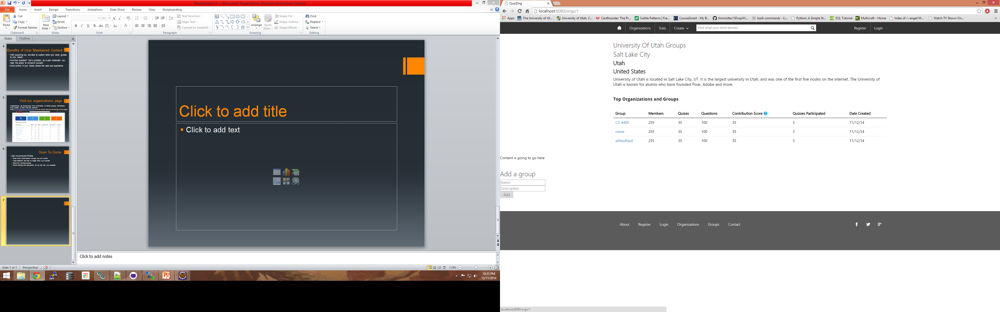 Presentation1 - Microsoft PowerPoint (Product Activation Failed)
File Home Insert Design Transitions Animations Slide Show Review View Storyboarding
Paste
Cut
Copy
Format Painter
Clipboard
New
Slide
Layout
Reset
Section
Slides
18+
B I U S abc AV Aa A
Font
Text Direction
Align Text
Convert to SmartArt
Paragraph
Arrange
Quick
Styles
Shape Fill
Shape Outline
Shape Effects
Drawing
Find
Replace
Select
Editing
Slides Outline
4
Benefits of User Maintained Content
With QuizZing you are able to custom tailor your study guides
to your needs.
Incorrect question? Not a problem, as a user moderator you
have the power to correct it yourself.
More control in your hands allows the best use experience.
5
Visit our organizations page
Organizations can be anything from Universities, to friendly groups, certification
study guides, or even interview practice
6
Soon To Come
User Accounts and Profiles
Even more customization through your own profile
Flag questions and they no longer show up in quizzes
Save your favorite quizzes
Score tracking and analyzation so you can view your progress
7
Click to add title
Click to add text
Click to add notes
Slide 7 of 7 "Perspective" 110%
10:33 PM
12/11/2014
QuizZing
localhost:8080/orgs/1
Apps The University of Ut... University of Utah, C... Cardhoarder: The Pr... Subtle Patterns | Fre... CourseSmart - My B... timmolter/XDropWi... bash commands - Li... Python: A Simple St... SQL Tutorial Multicraft - Home Index of /~angel/W... Watch TV Shows On...
Organizations Stats Create Find what your mind desires... Register Login
University Of Utah Groups
Salt Lake City
Utah
United States
University of Utah is located in Salt Lake City, UT. It is the largest university in Utah, and was one of the first five nodes on the internet. The University of
Utah is known for alumni who have founded Pixar, Adobe and more.
Top Organizations and Groups
Group Members Quizes Questions Contribution Score ? Quizzes Participated Date Created
CS-4400 255 35 100 35 3 11/12/14
name 255 35 100 35 3 11/12/14
adfasdfasd 255 35 100 35 3 11/12/14
Content is going to go here
Add a group
Name
Description
Add
About Register Login Organizations Groups Contact
localhost:8080/orgs/1